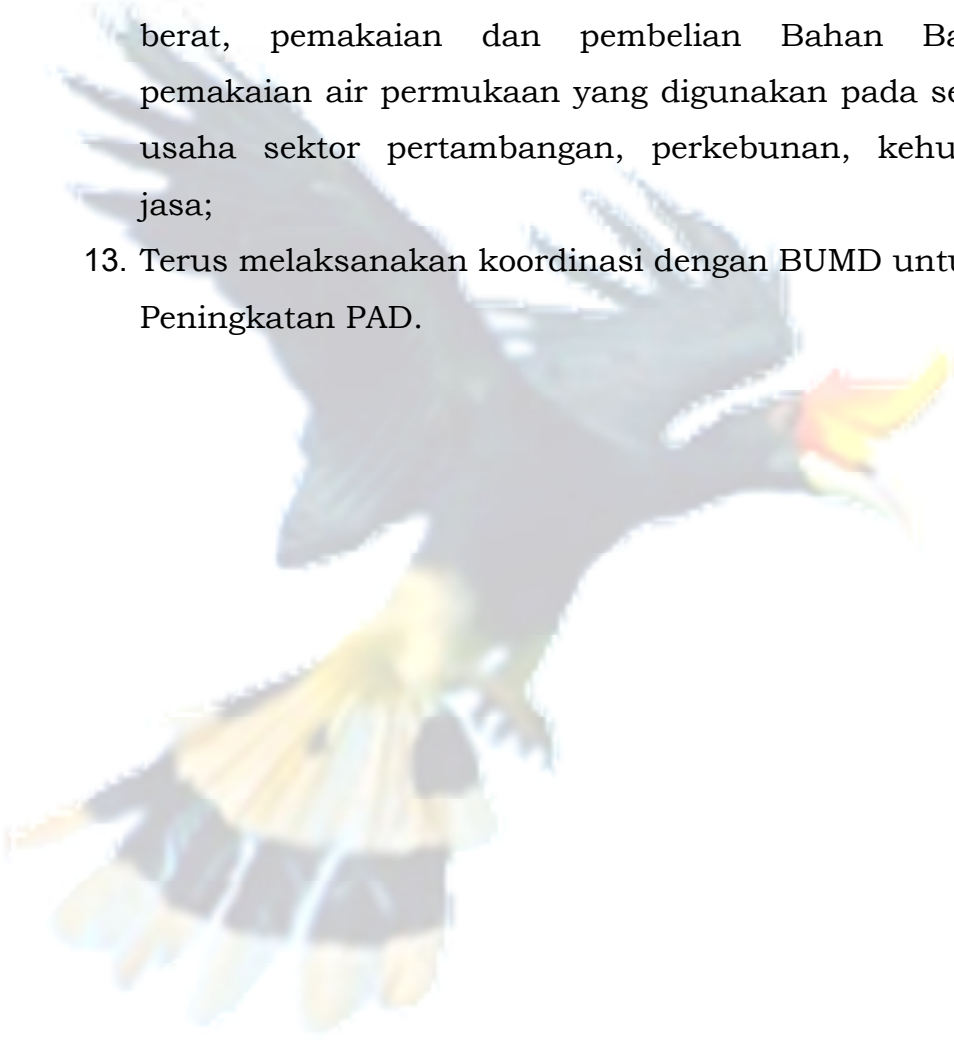 berat, pemakaian dan pembelian Bahan
pemakaian air permukaan yang digunakan pada
usaha sektor pertambangan, perkebunan,
jasa;
13. Terus melaksanakan koordinasi dengan BUMD
Peningkatan PAD.